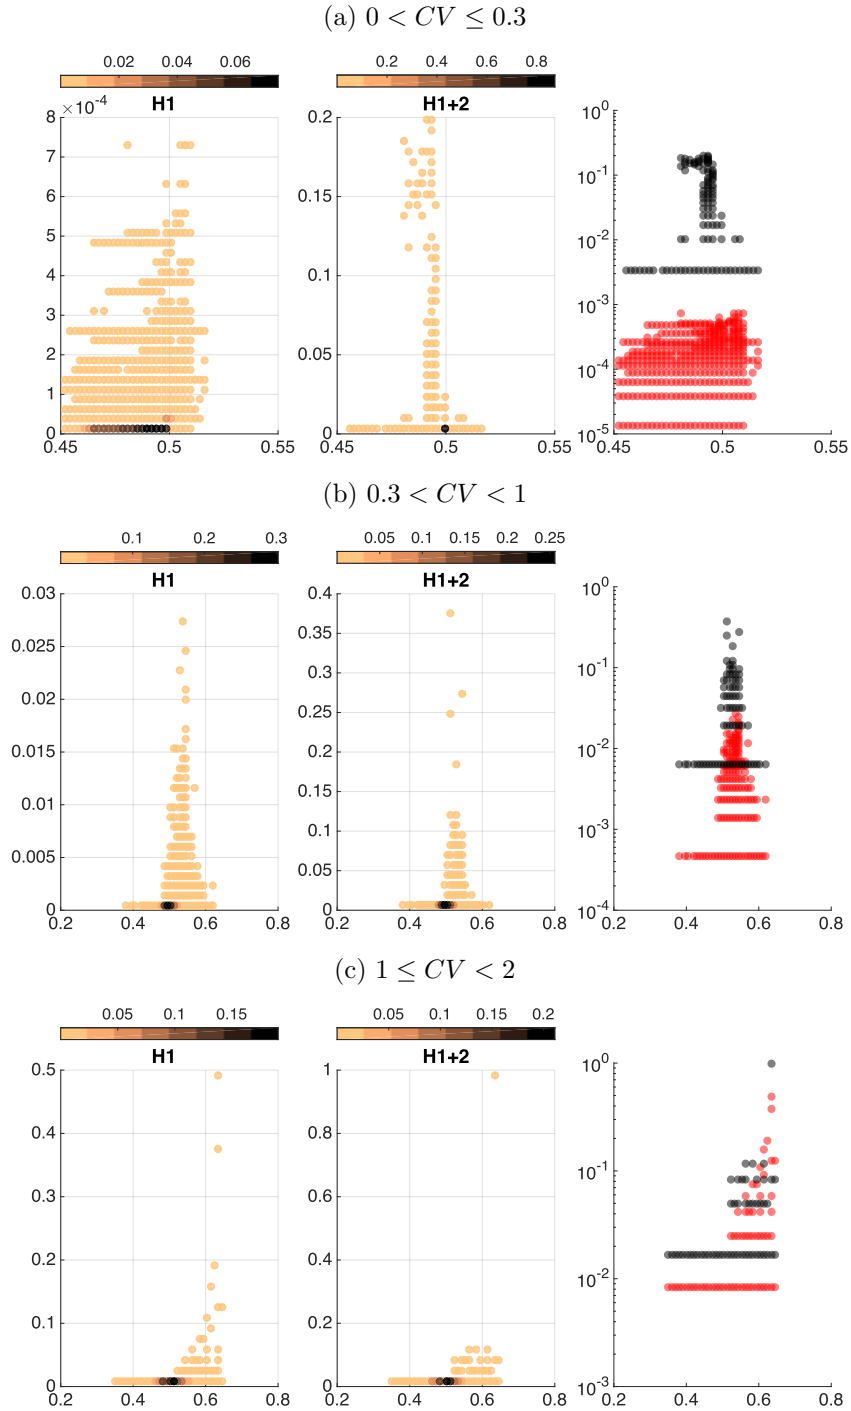 (a) 0 < CV ≤ 0.3
0.02 0.04 0.06
0.2 0.4 0.6 0.8
H1
H1+2
×10⁻⁴
8
7
6
5
4
3
2
1
0
0.45 0.5 0.55
0.2
0.15
0.1
0.05
0
0.45 0.5 0.55
10⁰
10⁻¹
10⁻²
10⁻³
10⁻⁴
10⁻⁵
0.45 0.5 0.55
(b) 0.3 < CV < 1
0.1 0.2 0.3
0.05 0.1 0.15 0.2 0.25
H1
H1+2
0.03
0.025
0.02
0.015
0.01
0.005
0
0.2 0.4 0.6 0.8
0.4
0.35
0.3
0.25
0.2
0.15
0.1
0.05
0
0.2 0.4 0.6 0.8
10⁰
10⁻¹
10⁻²
10⁻³
10⁻⁴
0.2 0.4 0.6 0.8
(c) 1 ≤ CV < 2
0.05 0.1 0.15
0.05 0.1 0.15 0.2
H1
H1+2
0.5
0.4
0.3
0.2
0.1
0
0.2 0.4 0.6 0.8
1
0.8
0.6
0.4
0.2
0
0.2 0.4 0.6 0.8
10⁰
10⁻¹
10⁻²
10⁻³
0.2 0.4 0.6 0.8